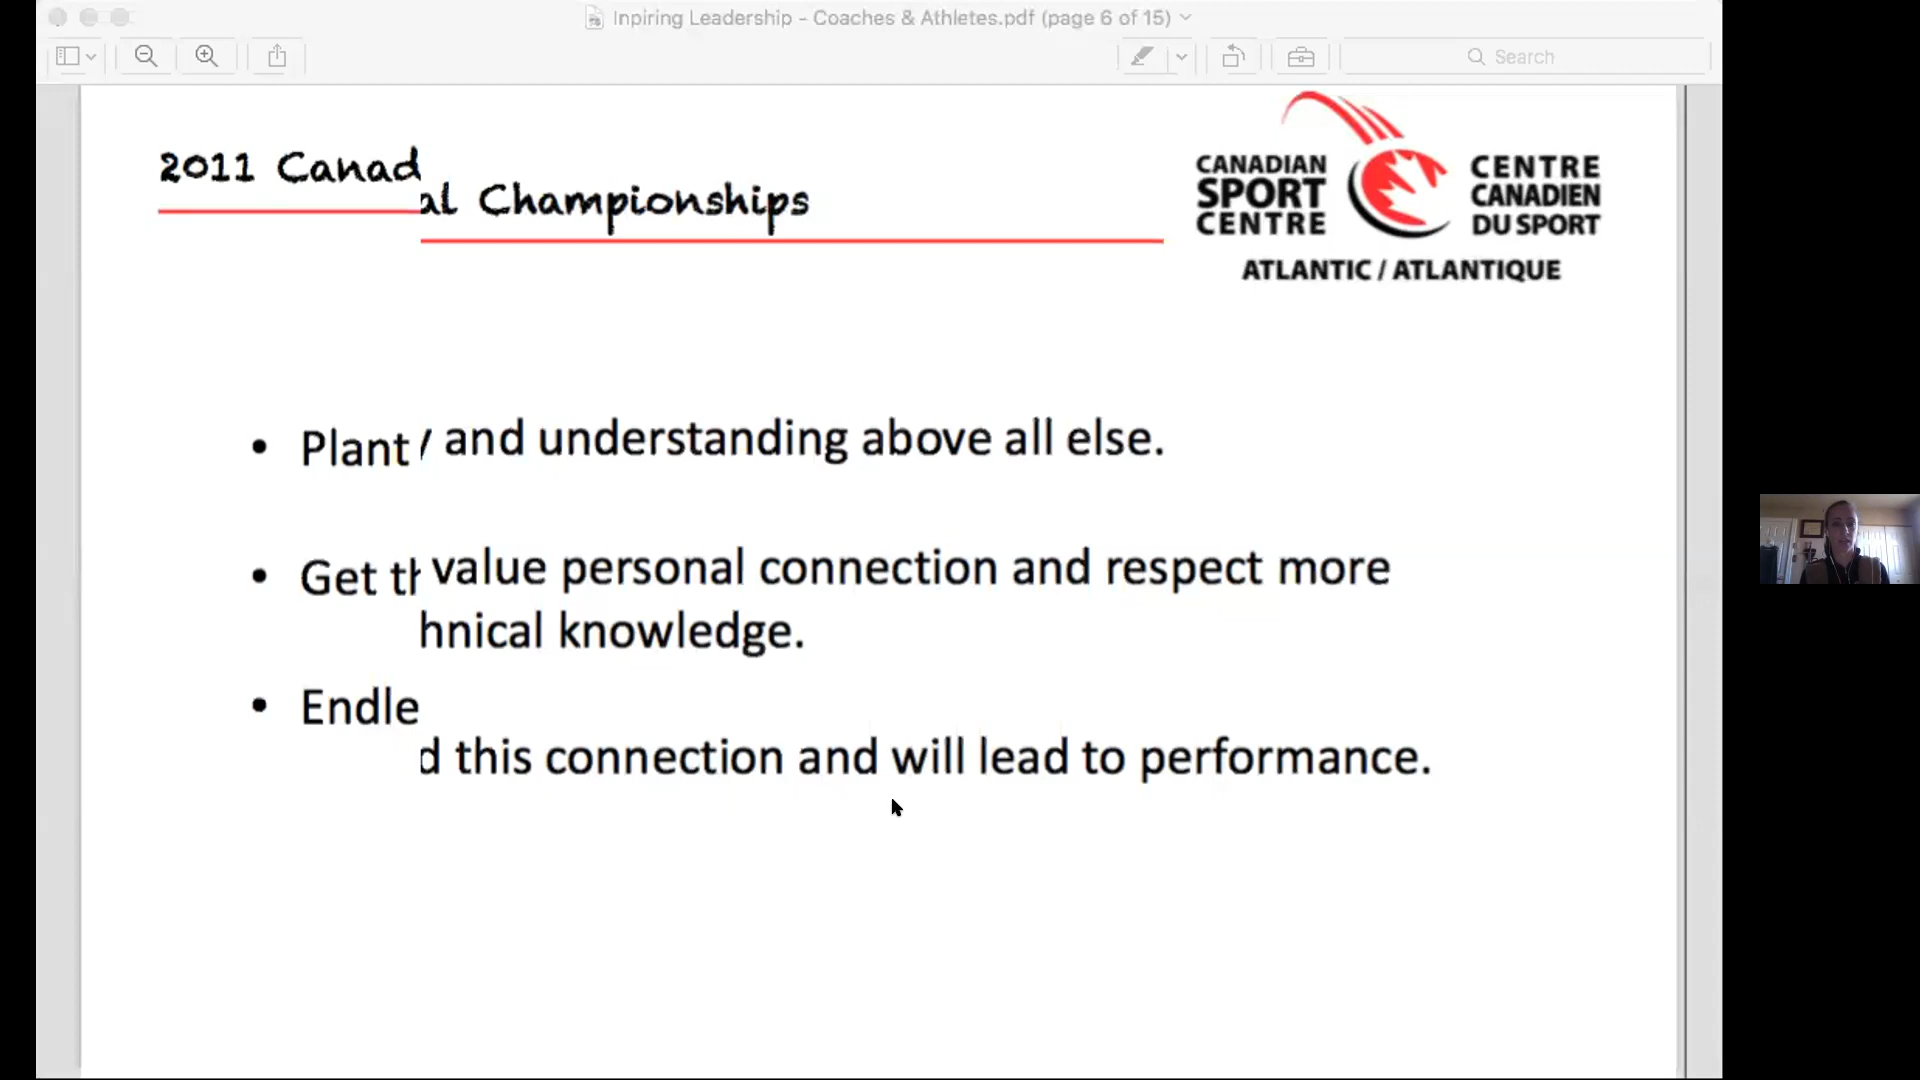 Inpiring Leadership - Coaches & Athletes.pdf (page 6 of 15)
Search
2011 Canad
al Championships
CANADIAN SPORT CENTRE
CENTRE CANADIEN DU SPORT
ATLANTIC / ATLANTIQUE
• Plant
and understanding above all else.
• Get th
value personal connection and respect more
hnical knowledge.
• Endle
d this connection and will lead to performance.